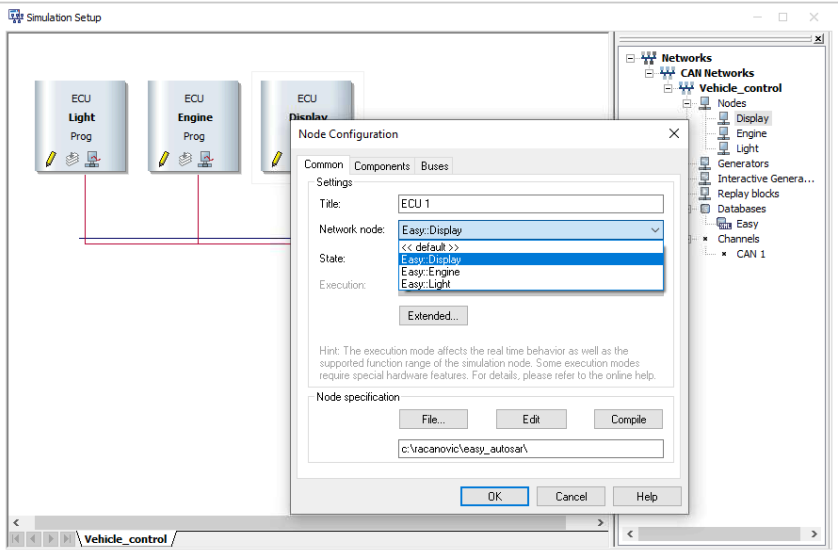 Simulation Setup
ECU
Light
Prog
ECU
Engine
Prog
ECU
Display
Networks
CAN Networks
Vehicle_control
Nodes
Display
Engine
Light
Generators
Interactive Genera...
Replay blocks
Databases
Easy
Channels
CAN 1
Node Configuration
Common
Components
Buses
Settings
Title:
ECU 1
Network node:
Easy::Display
<< default >>
Easy::Display
Easy::Engine
Easy::Light
State:
Execution:
Extended...
Hint: The execution mode affects the real time behavior as well as the
supported function range of the simulation node. Some execution modes
require special hardware features. For details, please refer to the online help.
Node specification
File...
Edit
Compile
c:\racanovic\easy_autosar\
OK
Cancel
Help
Vehicle_control